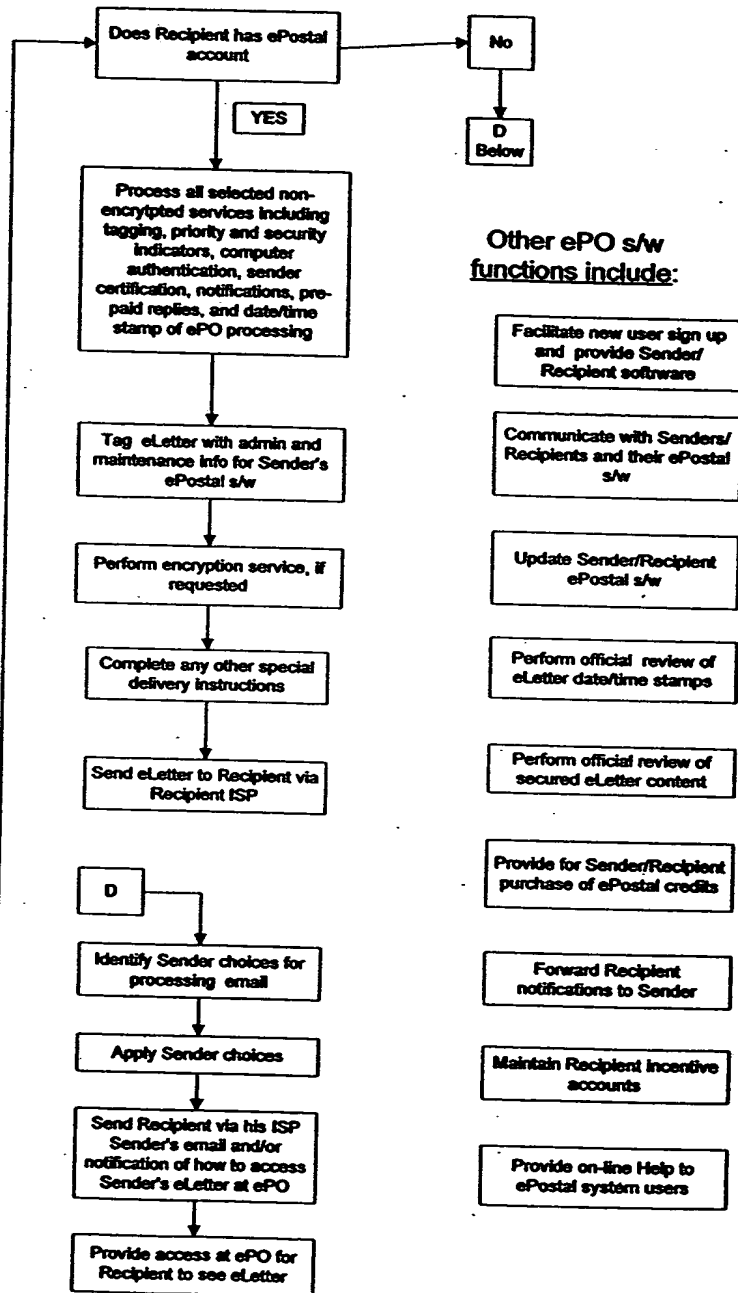 Does Recipient has ePostal
account
No
YES
D
Below
Process all selected non-
encrytpted services including
tagging, priority and security
indicators, computer
authentication, sender
certification, notifications, pre-
paid replies, and date/time
stamp of ePO processing
Tag eLetter with admin and
maintenance info for Sender's
ePostal s/w
Perform encryption service, if
requested
Complete any other special
delivery instructions
Send eLetter to Recipient via
Recipient ISP
D
Identify Sender choices for
processing email
Apply Sender choices
Send Recipient via his ISP
Sender's email and/or
notification of how to access
Sender's eLetter at ePO
Provide access at ePO for
Recipient to see eLetter
Other ePO s/w
functions include:
Facilitate new user sign up
and provide Sender/
Recipient software
Communicate with Senders/
Recipients and their ePostal
s/w
Update Sender/Recipient
ePostal s/w
Perform official review of
eLetter date/time stamps
Perform official review of
secured eLetter content
Provide for Sender/Recipient
purchase of ePostal credits
Forward Recipient
notifications to Sender
Maintain Recipient incentive
accounts
Provide on-line Help to
ePostal system users